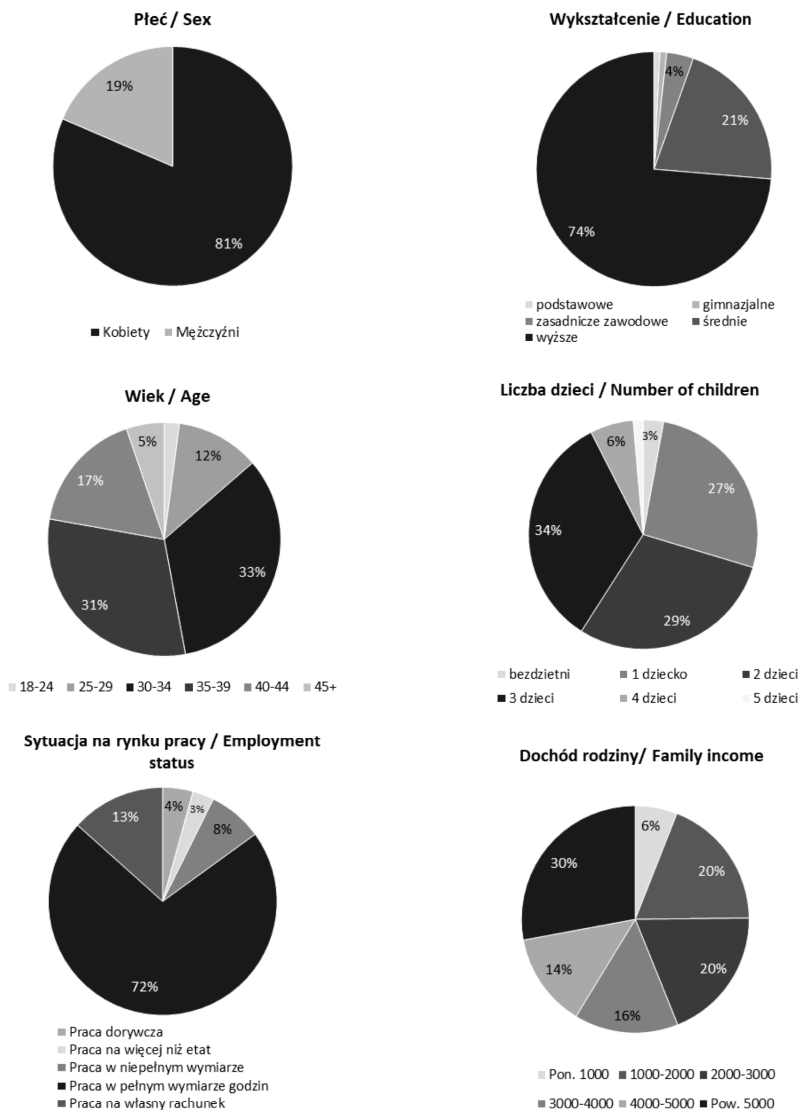 Płeć / Sex
19%
81%
Kobiety Mężczyźni
Wykształcenie / Education
4%
21%
74%
podstawowe gimnazjalne
zasadnicze zawodowe średnie
wyższe
Wiek / Age
5%
12%
17%
33%
31%
18-24 25-29 30-34 35-39 40-44 45+
Liczba dzieci / Number of children
3%
6%
27%
34%
29%
bezdzietni 1 dziecko 2 dzieci
3 dzieci 4 dzieci 5 dzieci
Sytuacja na rynku pracy / Employment
status
4%
3%
13%
8%
72%
Praca dorywcza
Praca na więcej niż etat
Praca w niepełnym wymiarze
Praca w pełnym wymiarze godzin
Praca na własny rachunek
Dochód rodziny/ Family income
6%
30%
20%
14%
20%
16%
Pon. 1000 1000-2000 2000-3000
3000-4000 4000-5000 Pow. 5000